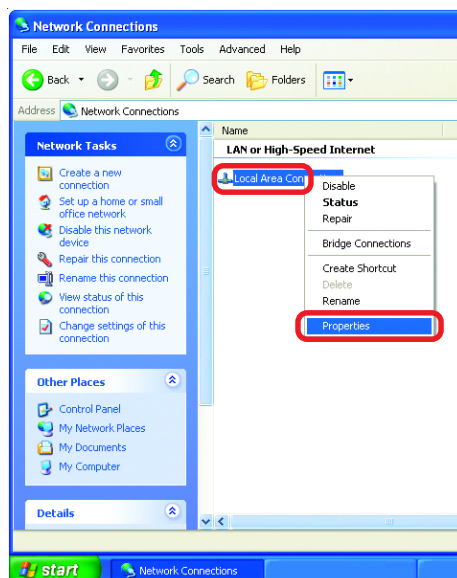 Network Connections
File Edit View Favorites Tools Advanced Help
Back Search Folders
Address Network Connections
Network Tasks
Create a new
connection
Set up a home or small
office network
Disable this network
device
Repair this connection
Rename this connection
View status of this
connection
Change settings of this
connection
Other Places
Control Panel
My Network Places
My Documents
My Computer
Details
Name
LAN or High-Speed Internet
Local Area Con
Disable
Status
Repair
Bridge Connections
Create Shortcut
Delete
Rename
Properties
start Network Connections